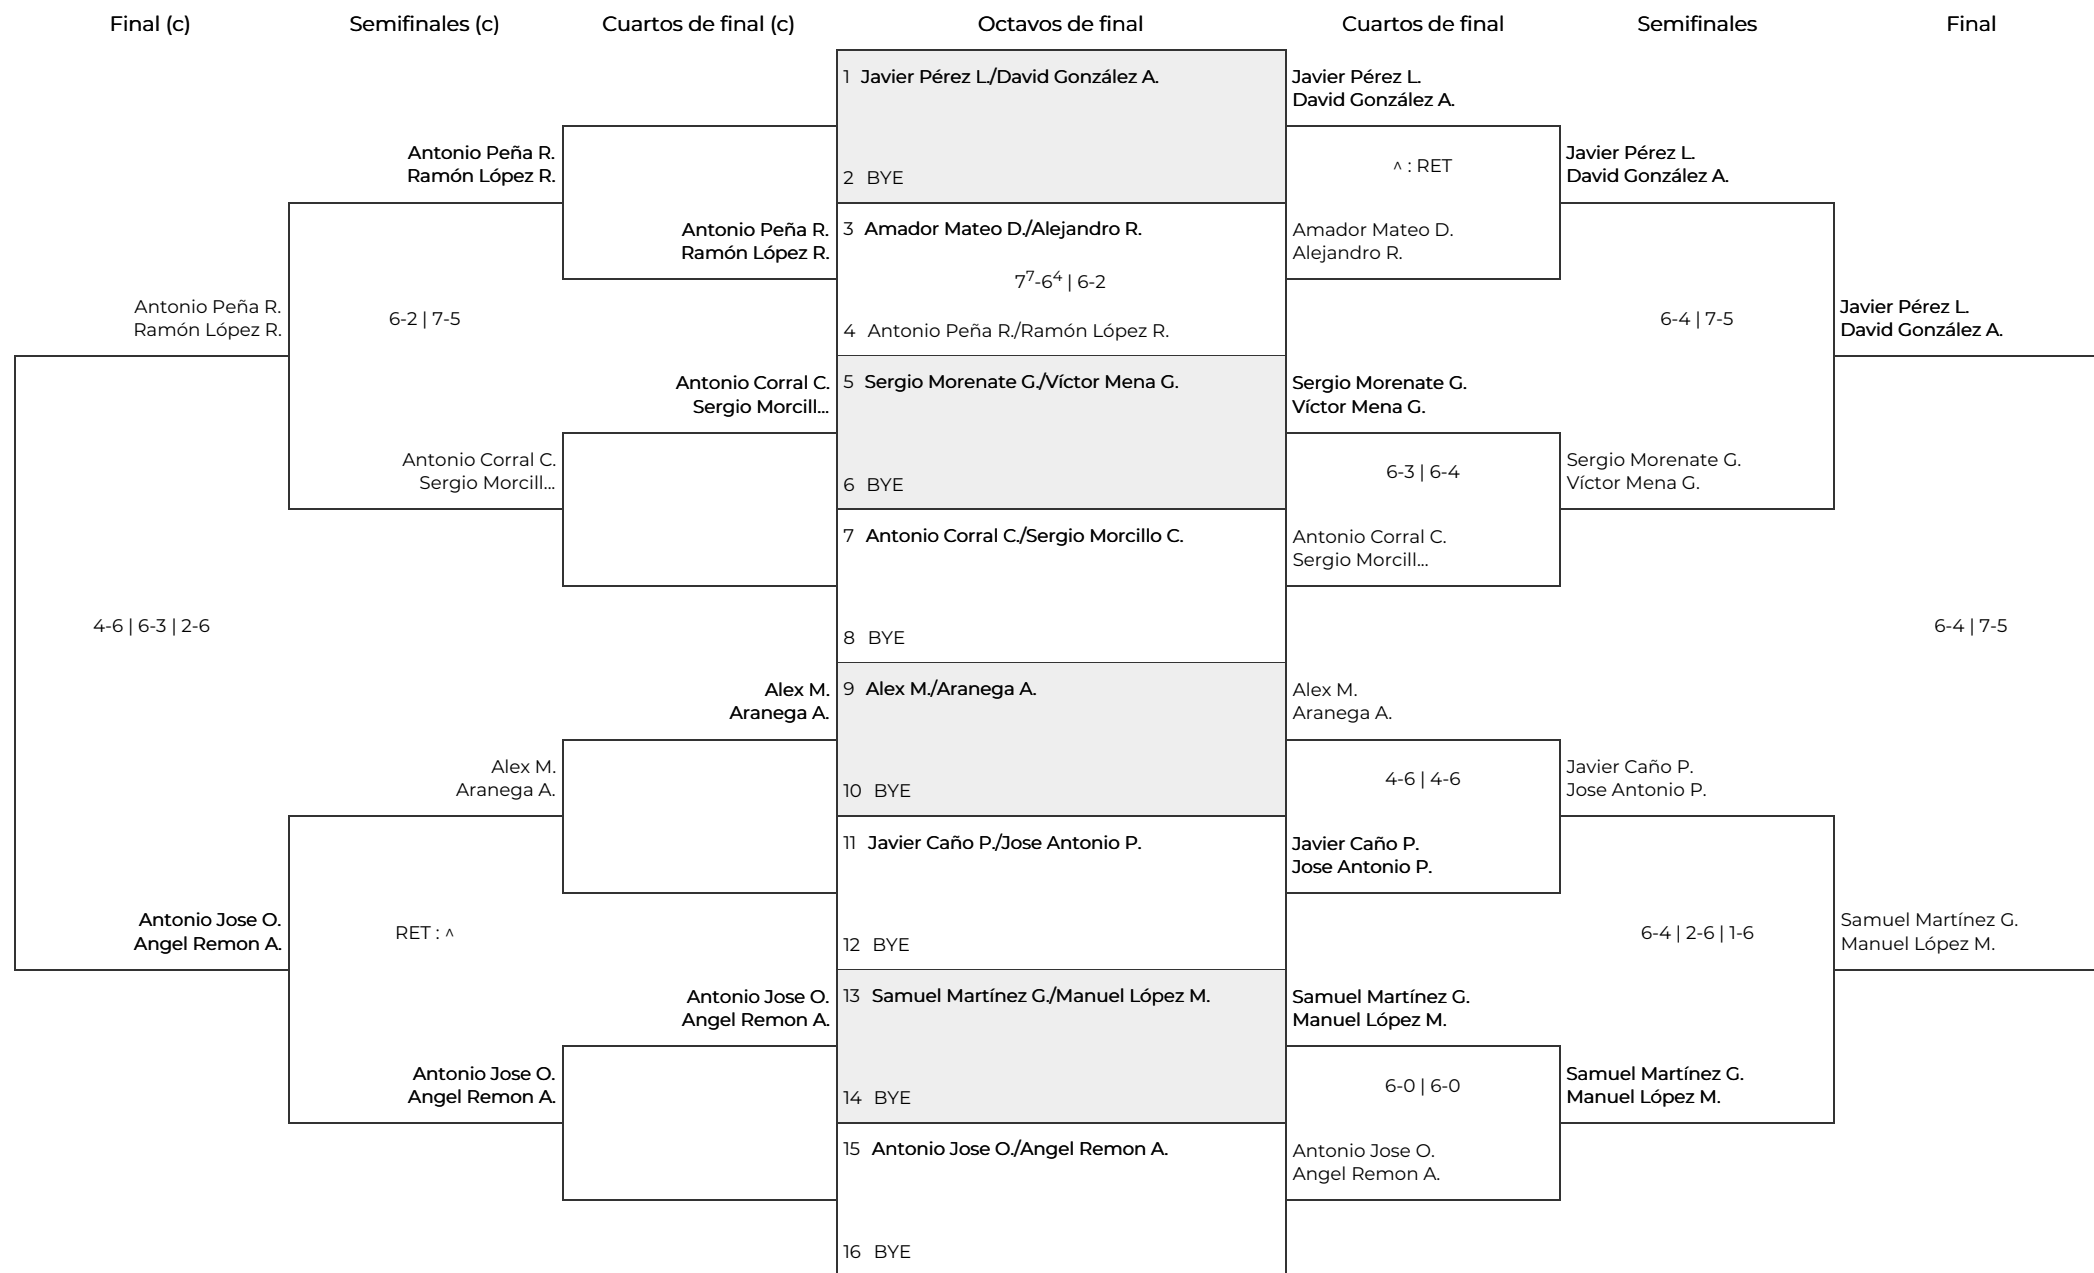 Final (c)
Semifinales (c)
Cuartos de final (c)
Octavos de final
Cuartos de final
Semifinales
Final
Antonio Peña R.
Ramón López R.
4-6 | 6-3 | 2-6
Antonio Jose O.
Angel Remon A.
Antonio Peña R.
Ramón López R.
6-2 | 7-5
Antonio Corral C.
Sergio Morcill...
Alex M.
Aranega A.
RET : ^
Antonio Jose O.
Angel Remon A.
Antonio Peña R.
Ramón López R.
Antonio Corral C.
Sergio Morcill...
Alex M.
Aranega A.
Antonio Jose O.
Angel Remon A.
1 Javier Pérez L./David González A.
2 BYE
3 Amador Mateo D./Alejandro R.
7⁷-6⁴ | 6-2
4 Antonio Peña R./Ramón López R.
5 Sergio Morenate G./Víctor Mena G.
6 BYE
7 Antonio Corral C./Sergio Morcillo C.
8 BYE
9 Alex M./Aranega A.
10 BYE
11 Javier Caño P./Jose Antonio P.
12 BYE
13 Samuel Martínez G./Manuel López M.
14 BYE
15 Antonio Jose O./Angel Remon A.
16 BYE
Javier Pérez L.
David González A.
^ : RET
Amador Mateo D.
Alejandro R.
Sergio Morenate G.
Víctor Mena G.
6-3 | 6-4
Antonio Corral C.
Sergio Morcill...
Alex M.
Aranega A.
4-6 | 4-6
Javier Caño P.
Jose Antonio P.
Samuel Martínez G.
Manuel López M.
6-0 | 6-0
Antonio Jose O.
Angel Remon A.
Javier Pérez L.
David González A.
6-4 | 7-5
Sergio Morenate G.
Víctor Mena G.
Javier Caño P.
Jose Antonio P.
6-4 | 2-6 | 1-6
Samuel Martínez G.
Manuel López M.
Javier Pérez L.
David González A.
6-4 | 7-5
Samuel Martínez G.
Manuel López M.